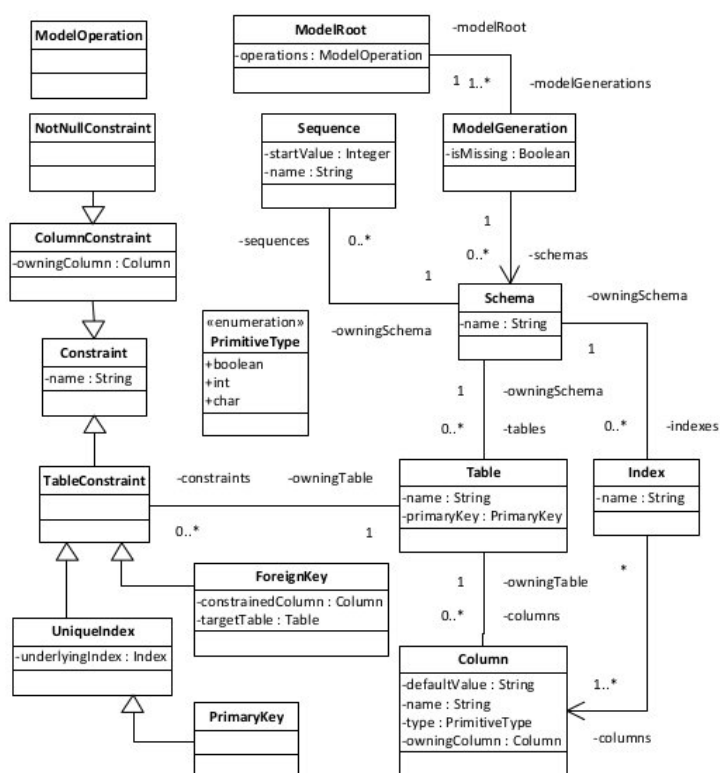 ModelOperation
ModelRoot
-operations : ModelOperation
-modelRoot
1
1..*
-modelGenerations
NotNullConstraint
Sequence
-startValue : Integer
-name : String
ModelGeneration
-isMissing : Boolean
ColumnConstraint
-owningColumn : Column
-sequences
0..*
1
1
0..*
-schemas
Schema
-name : String
-owningSchema
-owningSchema
1
«enumeration»
PrimitiveType
+boolean
+int
+char
Constraint
-name : String
1
-owningSchema
0..*
-tables
0..*
-indexes
TableConstraint
-constraints
-owningTable
0..*
1
Table
-name : String
-primaryKey : PrimaryKey
Index
-name : String
ForeignKey
-constrainedColumn : Column
-targetTable : Table
1
-owningTable
0..*
-columns
*
UniqueIndex
-underlyingIndex : Index
Column
-defaultValue : String
-name : String
-type : PrimitiveType
-owningColumn : Column
1..*
-columns
PrimaryKey